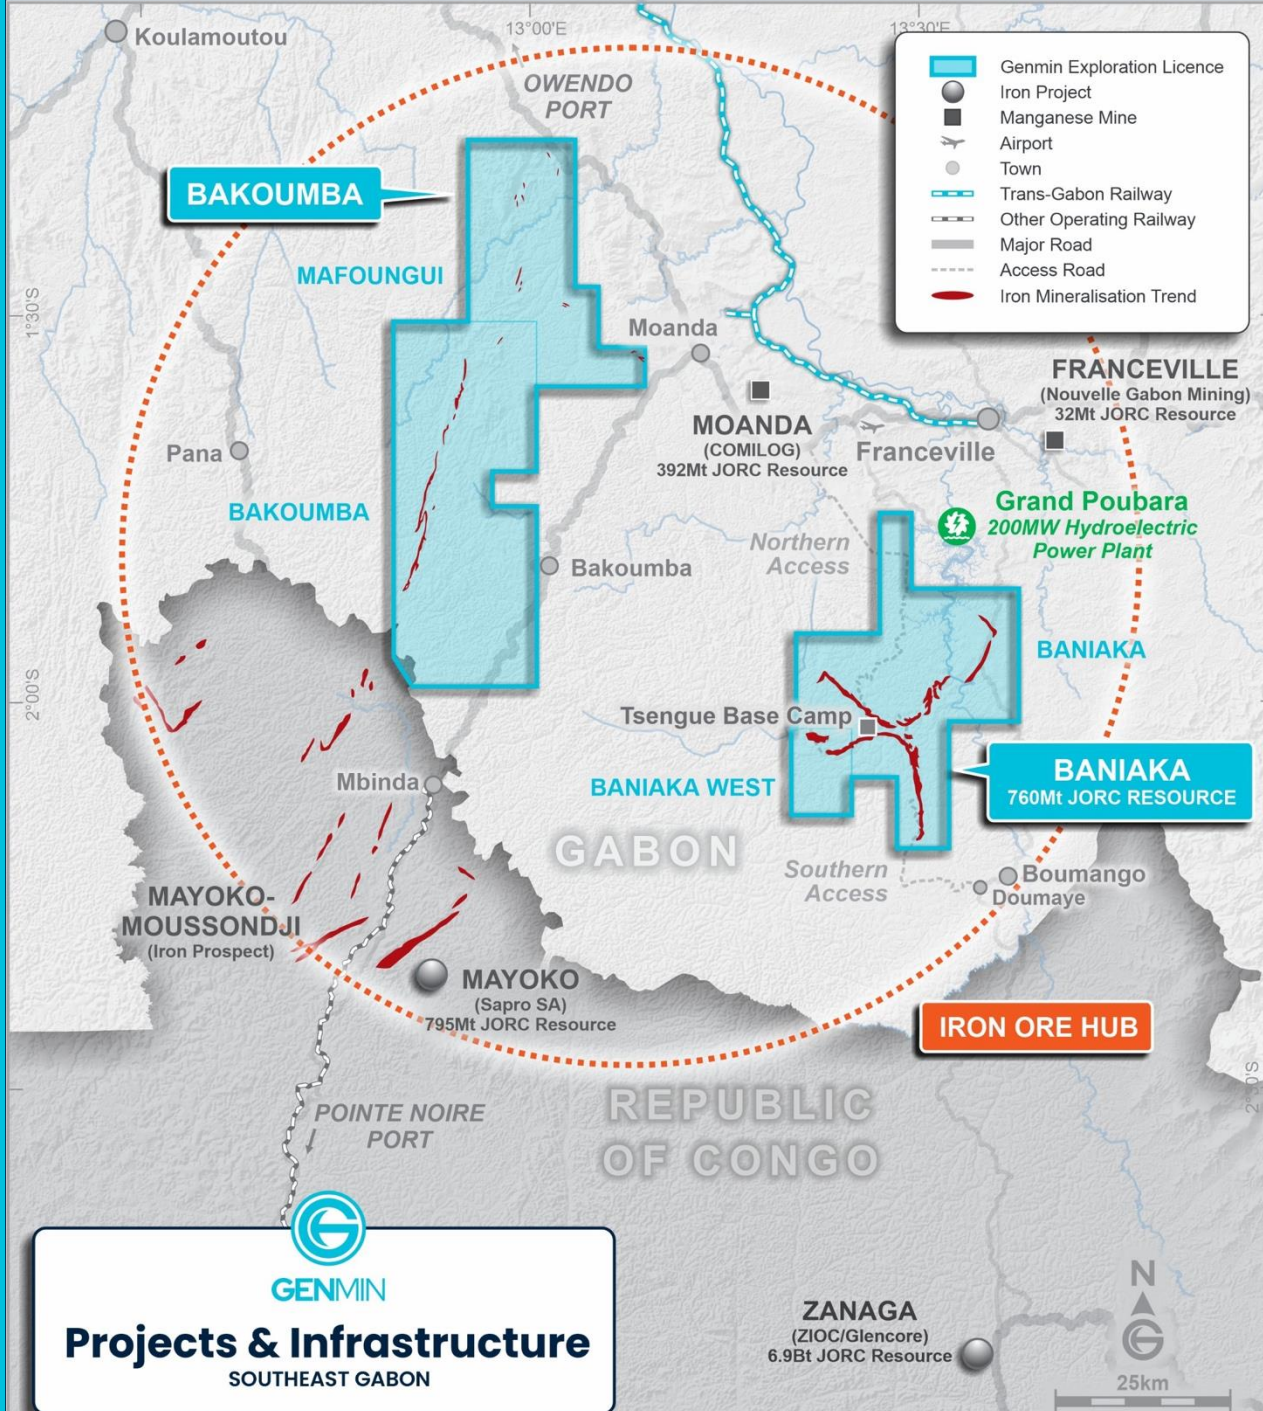 13°00'E
13°30'E
Koulamoutou
OWENDO
PORT
Genmin Exploration Licence
Iron Project
Manganese Mine
Airport
Town
Trans-Gabon Railway
Other Operating Railway
Major Road
Access Road
Iron Mineralisation Trend
BAKOUMBA
MAFOUNGUI
1°30'S
Moanda
FRANCEVILLE
(Nouvelle Gabon Mining)
32Mt JORC Resource
MOANDA
(COMILOG)
392Mt JORC Resource
Franceville
Pana
BAKOUMBA
Grand Poubara
200MW Hydroelectric
Power Plant
Northern
Access
Bakoumba
BANIAKA
2°00'S
Tsengue Base Camp
BANIAKA WEST
BANIAKA
760Mt JORC RESOURCE
Mbinda
GABON
Southern
Access
Boumango
Doumaye
MAYOKO-
MOUSSONDJI
(Iron Prospect)
MAYOKO
(Sapro SA)
795Mt JORC Resource
IRON ORE HUB
REPUBLIC
OF CONGO
POINTE NOIRE
PORT
GENMIN
Projects & Infrastructure
SOUTHEAST GABON
ZANAGA
(ZIOC/Glencore)
6.9Bt JORC Resource
N
25km